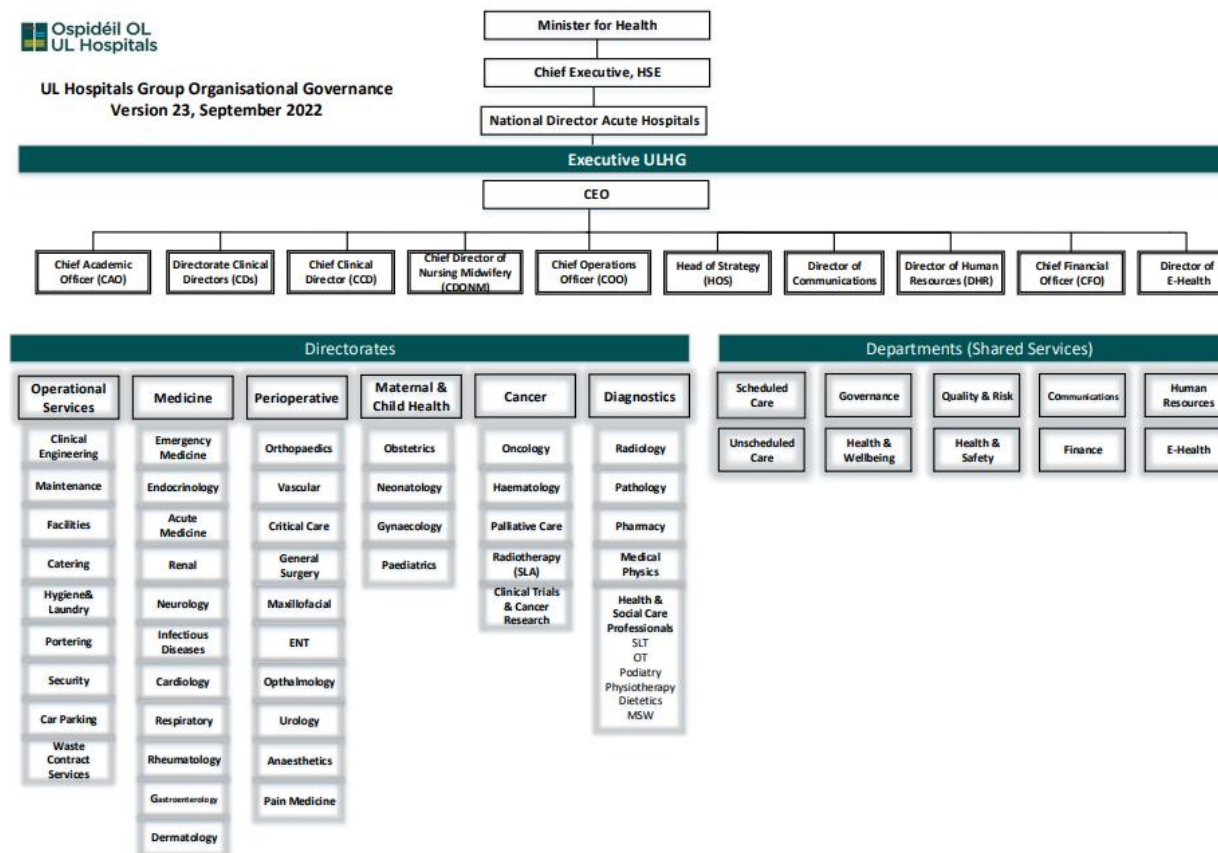 Ospidéil OL
UL Hospitals
UL Hospitals Group Organisational Governance
Version 23, September 2022
Minister for Health
Chief Executive, HSE
National Director Acute Hospitals
Executive ULHG
CEO
Chief Academic
Officer (CAO)
Directorate Clinical
Directors (CDs)
Chief Clinical
Director (CCD)
Chief Director of
Nursing Midwifery
(CDONM)
Chief Operations
Officer (COO)
Head of Strategy
(HOS)
Director of
Communications
Director of Human
Resources (DHR)
Chief Financial
Officer (CFO)
Director of
E-Health
Directorates
Operational
Services
Clinical
Engineering
Maintenance
Facilities
Catering
Hygiene&
Laundry
Portering
Security
Car Parking
Waste
Contract
Services
Medicine
Emergency
Medicine
Endocrinology
Acute
Medicine
Renal
Neurology
Infectious
Diseases
Cardiology
Respiratory
Rheumatology
Gastroenterology
Dermatology
Perioperative
Orthopaedics
Vascular
Critical Care
General
Surgery
Maxillofacial
ENT
Opthalmology
Urology
Anaesthetics
Pain Medicine
Maternal &
Child Health
Obstetrics
Neonatology
Gynaecology
Paediatrics
Cancer
Oncology
Haematology
Palliative Care
Radiotherapy
(SLA)
Clinical Trials
& Cancer
Research
Diagnostics
Radiology
Pathology
Pharmacy
Medical
Physics
Health &
Social Care
Professionals
SLT
OT
Podiatry
Physiotherapy
Dietetics
MSW
Departments (Shared Services)
Scheduled
Care
Governance
Quality & Risk
Communications
Human
Resources
Unscheduled
Care
Health &
Wellbeing
Health &
Safety
Finance
E-Health